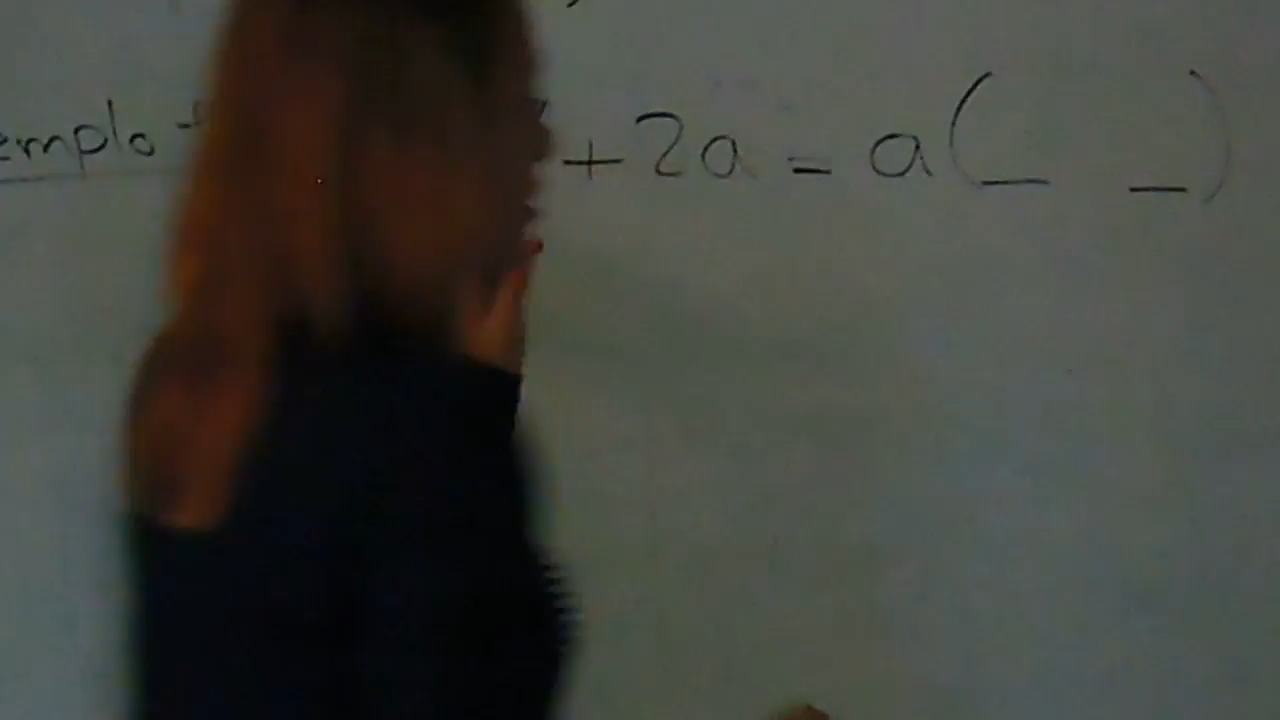 emplo + 2a = a(_ _)